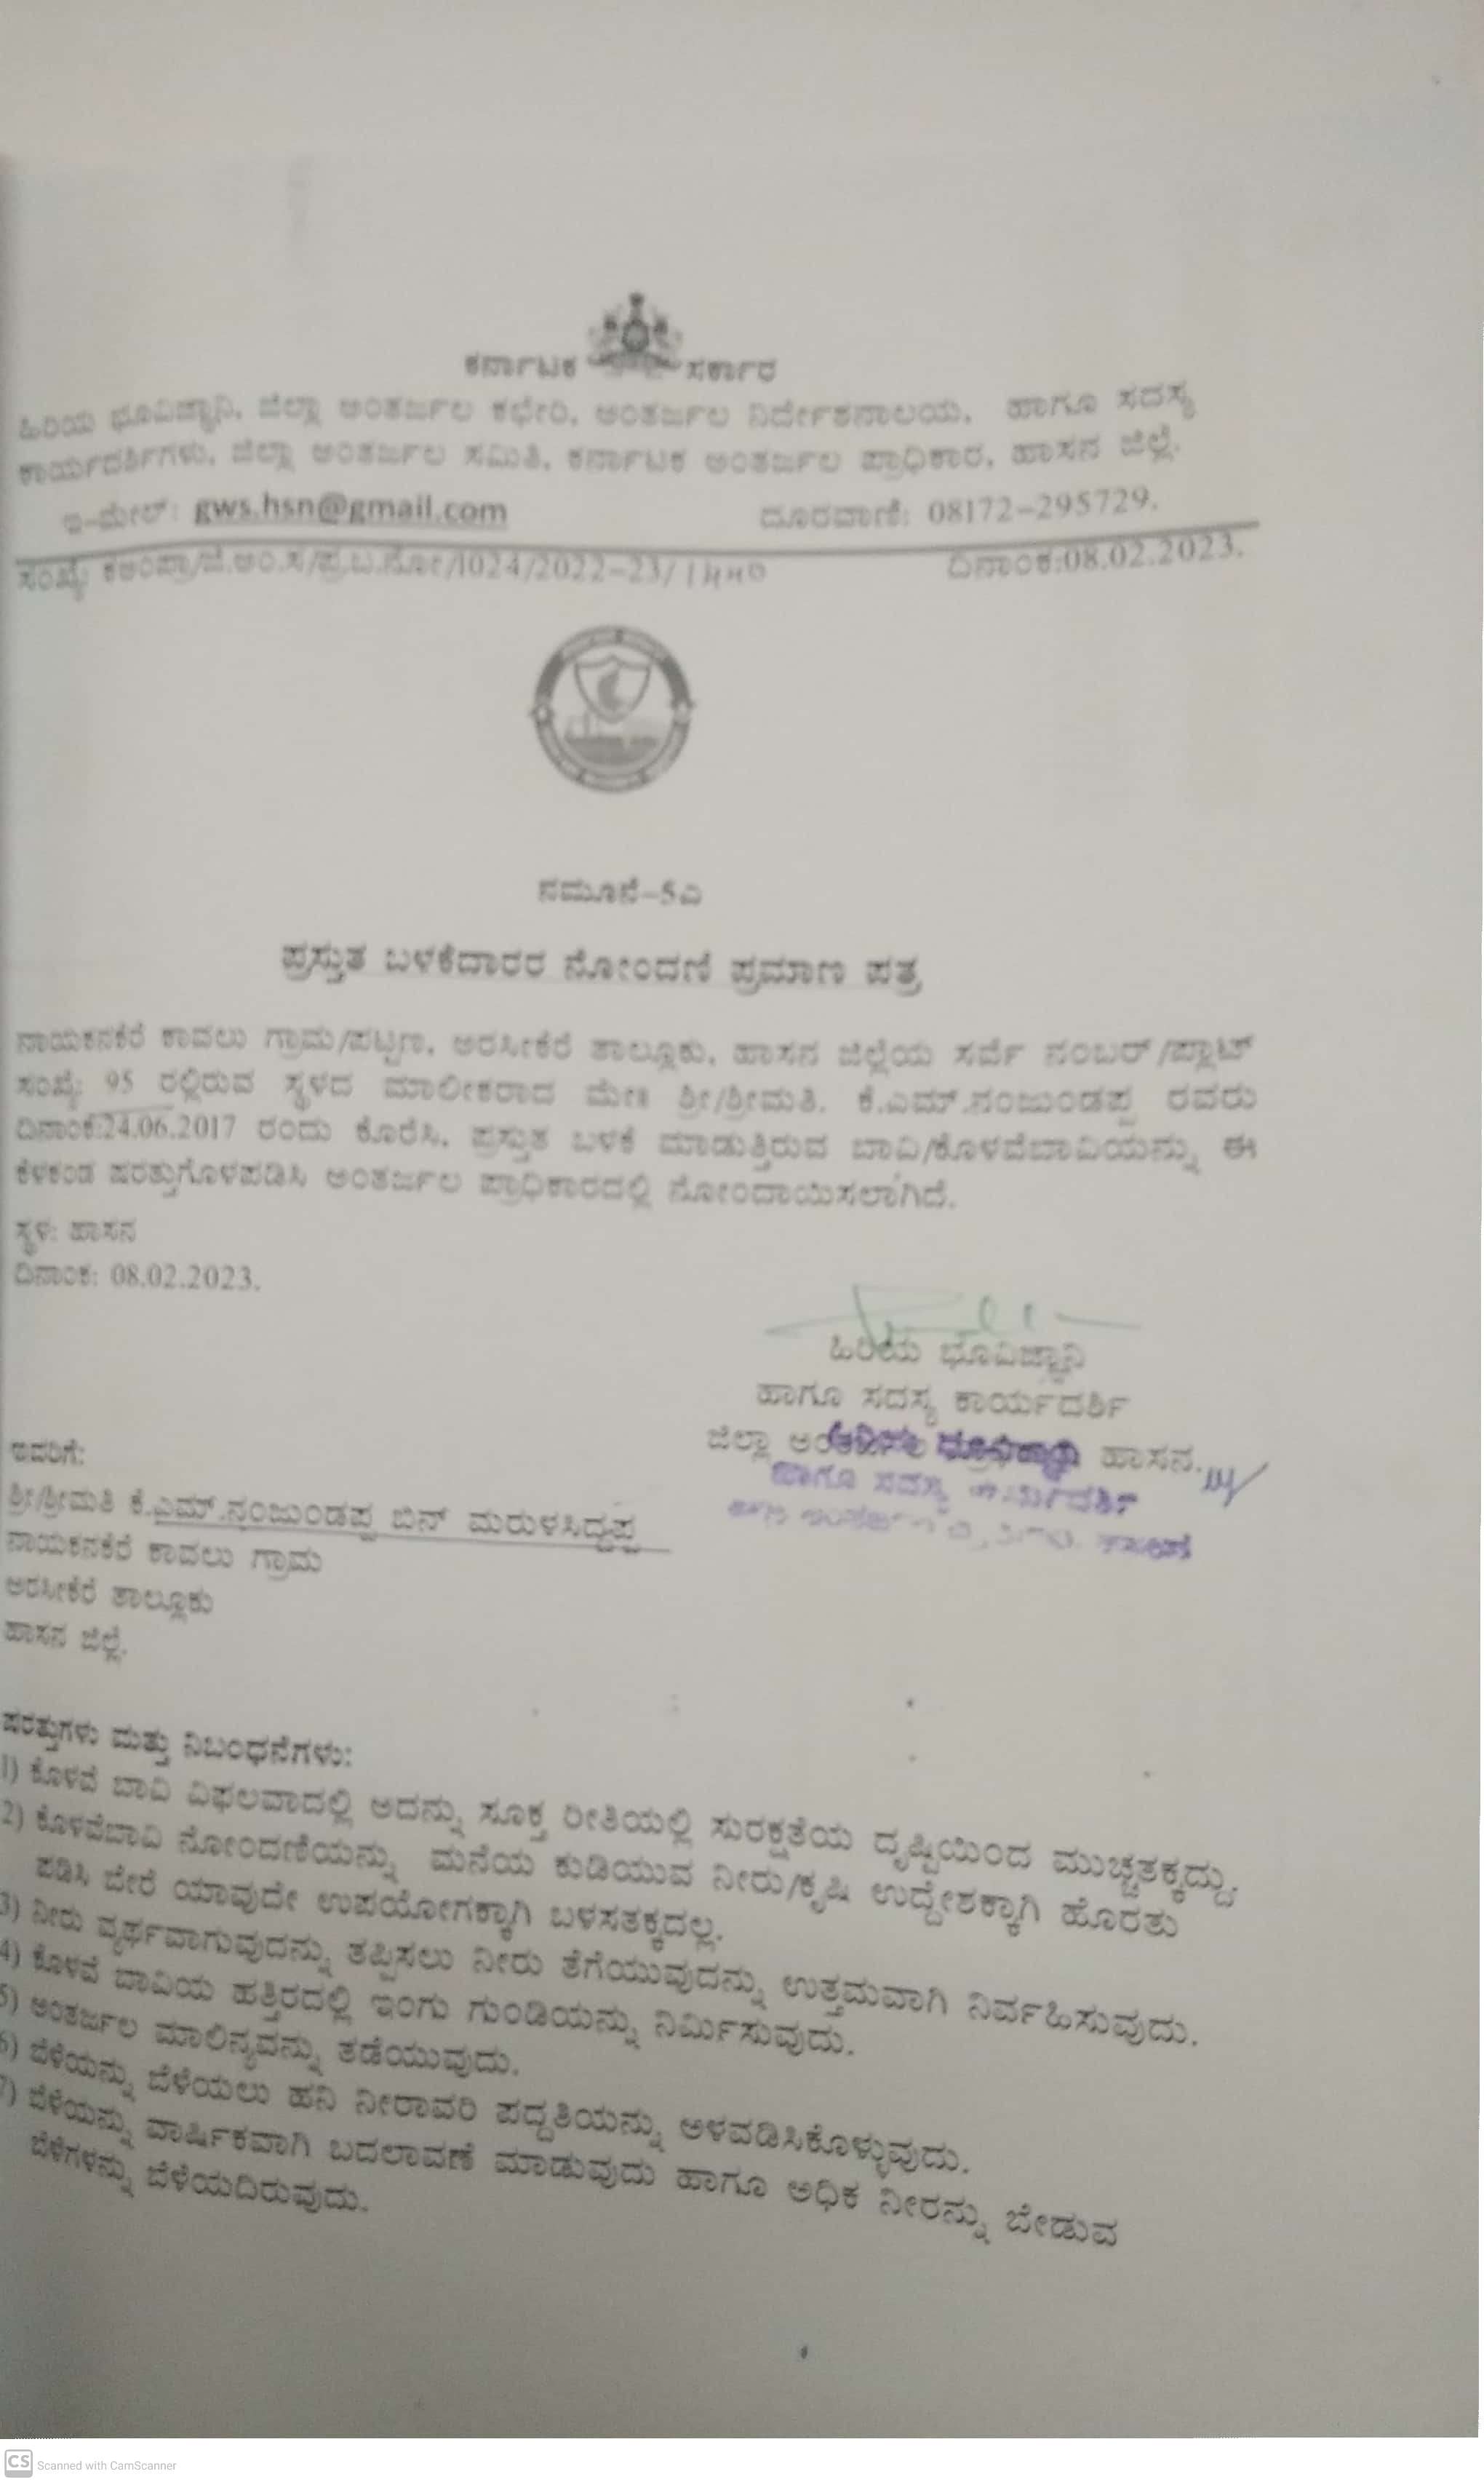 ಕರ್ನಾಟಕ ಸರ್ಕಾರ
ಹಿರಿಯ ಭೂವಿಜ್ಞಾನಿ, ಜಿಲ್ಲಾ ಅಂತರ್ಜಲ ಕಛೇರಿ, ಅಂತರ್ಜಲ ನಿರ್ದೇಶನಾಲಯ, ಹಾಗೂ ಸದಸ್ಯ
ಕಾರ್ಯದರ್ಶಿಗಳು, ಜಿಲ್ಲಾ ಅಂತರ್ಜಲ ಸಮಿತಿ, ಕರ್ನಾಟಕ ಅಂತರ್ಜಲ ಪ್ರಾಧಿಕಾರ, ಹಾಸನ ಜಿಲ್ಲೆ.
ಇ-ಮೇಲ್: gws.hsn@gmail.com ದೂರವಾಣಿ: 08172-295729.
ಸಂಖ್ಯೆ: ಕಅಂಪ್ರಾ/ಜಿ.ಅಂ.ಸ/ಪ್ರ.ಬ.ನೋ/1024/2022-23/ ದಿನಾಂಕ:08.02.2023.
ನಮೂನೆ-5ಎ
ಪ್ರಸ್ತುತ ಬಳಕೆದಾರರ ನೋಂದಣಿ ಪ್ರಮಾಣ ಪತ್ರ
ನಾಯಕನಕೆರೆ ಕಾವಲು ಗ್ರಾಮ/ಪಟ್ಟಣ, ಅರಸೀಕೆರೆ ತಾಲ್ಲೂಕು, ಹಾಸನ ಜಿಲ್ಲೆಯ ಸರ್ವೆ ನಂಬರ್/ಪ್ಲಾಟ್
ಸಂಖ್ಯೆ: 95 ರಲ್ಲಿರುವ ಸ್ಥಳದ ಮಾಲೀಕರಾದ ಮೇ॥ ಶ್ರೀ/ಶ್ರೀಮತಿ. ಕೆ.ಎಮ್.ನಂಜುಂಡಪ್ಪ ರವರು
ದಿನಾಂಕ:24.06.2017 ರಂದು ಕೊರೆಸಿ, ಪ್ರಸ್ತುತ ಬಳಕೆ ಮಾಡುತ್ತಿರುವ ಬಾವಿ/ಕೊಳವೆಬಾವಿಯನ್ನು ಈ
ಕೆಳಕಂಡ ಷರತ್ತುಗೊಳಪಡಿಸಿ ಅಂತರ್ಜಲ ಪ್ರಾಧಿಕಾರದಲ್ಲಿ ನೋಂದಾಯಿಸಲಾಗಿದೆ.
ಸ್ಥಳ: ಹಾಸನ
ದಿನಾಂಕ: 08.02.2023.
ಹಿರಿಯ ಭೂವಿಜ್ಞಾನಿ
ಹಾಗೂ ಸದಸ್ಯ ಕಾರ್ಯದರ್ಶಿ
ಜಿಲ್ಲಾ ಹಾಸನ.
ಹಾಗೂ ಸದಸ್ಯ ಕಾರ್ಯದರ್ಶಿ
ಇವರಿಗೆ:
ಶ್ರೀ/ಶ್ರೀಮತಿ ಕೆ.ಎಮ್.ನಂಜುಂಡಪ್ಪ ಬಿನ್ ಮರುಳಸಿದ್ದಪ್ಪ
ನಾಯಕನಕೆರೆ ಕಾವಲು ಗ್ರಾಮ
ಅರಸೀಕೆರೆ ತಾಲ್ಲೂಕು
ಹಾಸನ ಜಿಲ್ಲೆ.
ಷರತ್ತುಗಳು ಮತ್ತು ನಿಬಂಧನೆಗಳು:
1) ಕೊಳವೆ ಬಾವಿ ವಿಫಲವಾದಲ್ಲಿ ಅದನ್ನು ಸೂಕ್ತ ರೀತಿಯಲ್ಲಿ ಸುರಕ್ಷತೆಯ ದೃಷ್ಟಿಯಿಂದ ಮುಚ್ಚತಕ್ಕದ್ದು.
2) ಕೊಳವೆಬಾವಿ ನೋಂದಣಿಯನ್ನು ಮನೆಯ ಕುಡಿಯುವ ನೀರು/ಕೃಷಿ ಉದ್ದೇಶಕ್ಕಾಗಿ ಹೊರತು
ಪಡಿಸಿ ಬೇರೆ ಯಾವುದೇ ಉಪಯೋಗಕ್ಕಾಗಿ ಬಳಸತಕ್ಕದಲ್ಲ.
3) ನೀರು ವ್ಯರ್ಥವಾಗುವುದನ್ನು ತಪ್ಪಿಸಲು ನೀರು ತೆಗೆಯುವುದನ್ನು ಉತ್ತಮವಾಗಿ ನಿರ್ವಹಿಸುವುದು.
4) ಕೊಳವೆ ಬಾವಿಯ ಹತ್ತಿರದಲ್ಲಿ ಇಂಗು ಗುಂಡಿಯನ್ನು ನಿರ್ಮಿಸುವುದು.
5) ಅಂತರ್ಜಲ ಮಾಲಿನ್ಯವನ್ನು ತಡೆಯುವುದು.
6) ಬೆಳೆಯನ್ನು ಬೆಳೆಯಲು ಹನಿ ನೀರಾವರಿ ಪದ್ದತಿಯನ್ನು ಅಳವಡಿಸಿಕೊಳ್ಳುವುದು.
7) ಬೆಳೆಯನ್ನು ವಾರ್ಷಿಕವಾಗಿ ಬದಲಾವಣೆ ಮಾಡುವುದು ಹಾಗೂ ಅಧಿಕ ನೀರನ್ನು ಬೇಡುವ
ಬೆಳೆಗಳನ್ನು ಬೆಳೆಯದಿರುವುದು.
CS Scanned with CamScanner